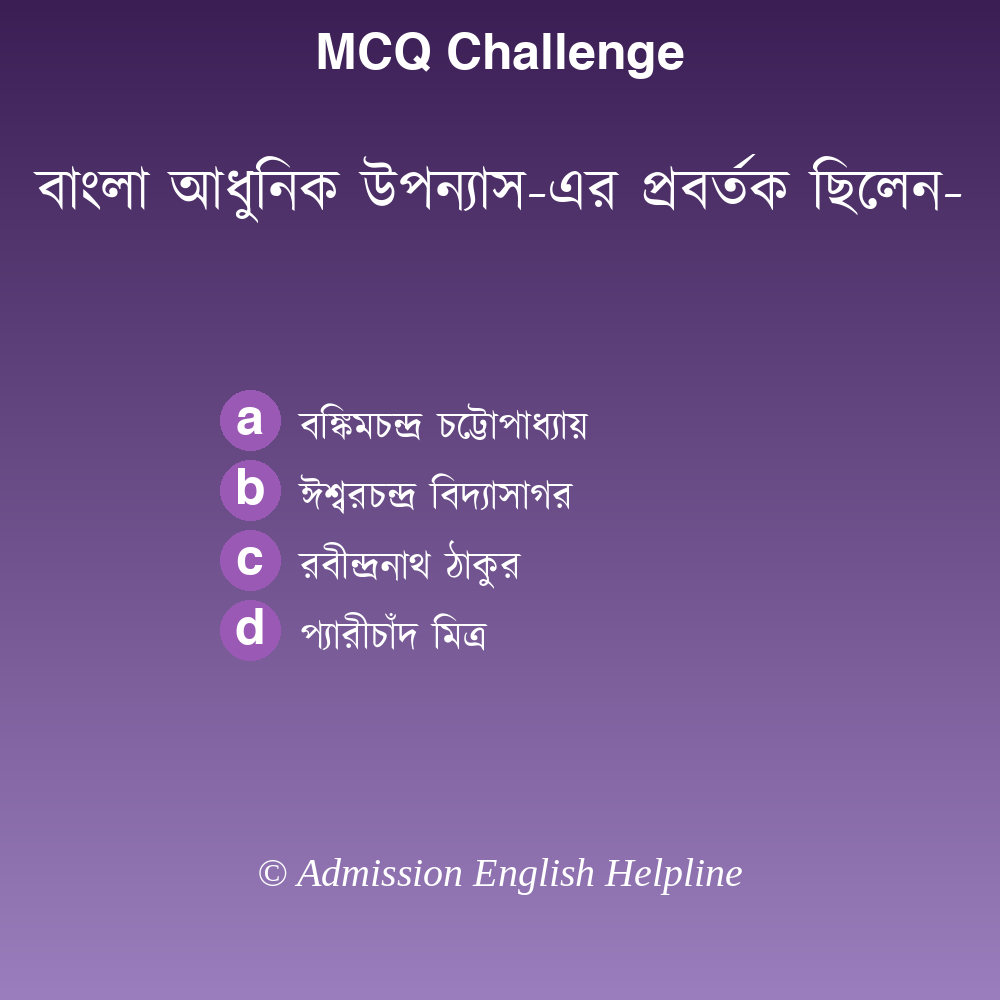 MCQ Challenge
বাংলা আধুনিক উপন্যাস-এর প্রবর্তক ছিলেন-
a বঙ্কিমচন্দ্র চট্টোপাধ্যায়
b ঈশ্বরচন্দ্র বিদ্যাসাগর
c রবীন্দ্রনাথ ঠাকুর
d প্যারীচাঁদ মিত্র
© Admission English Helpline